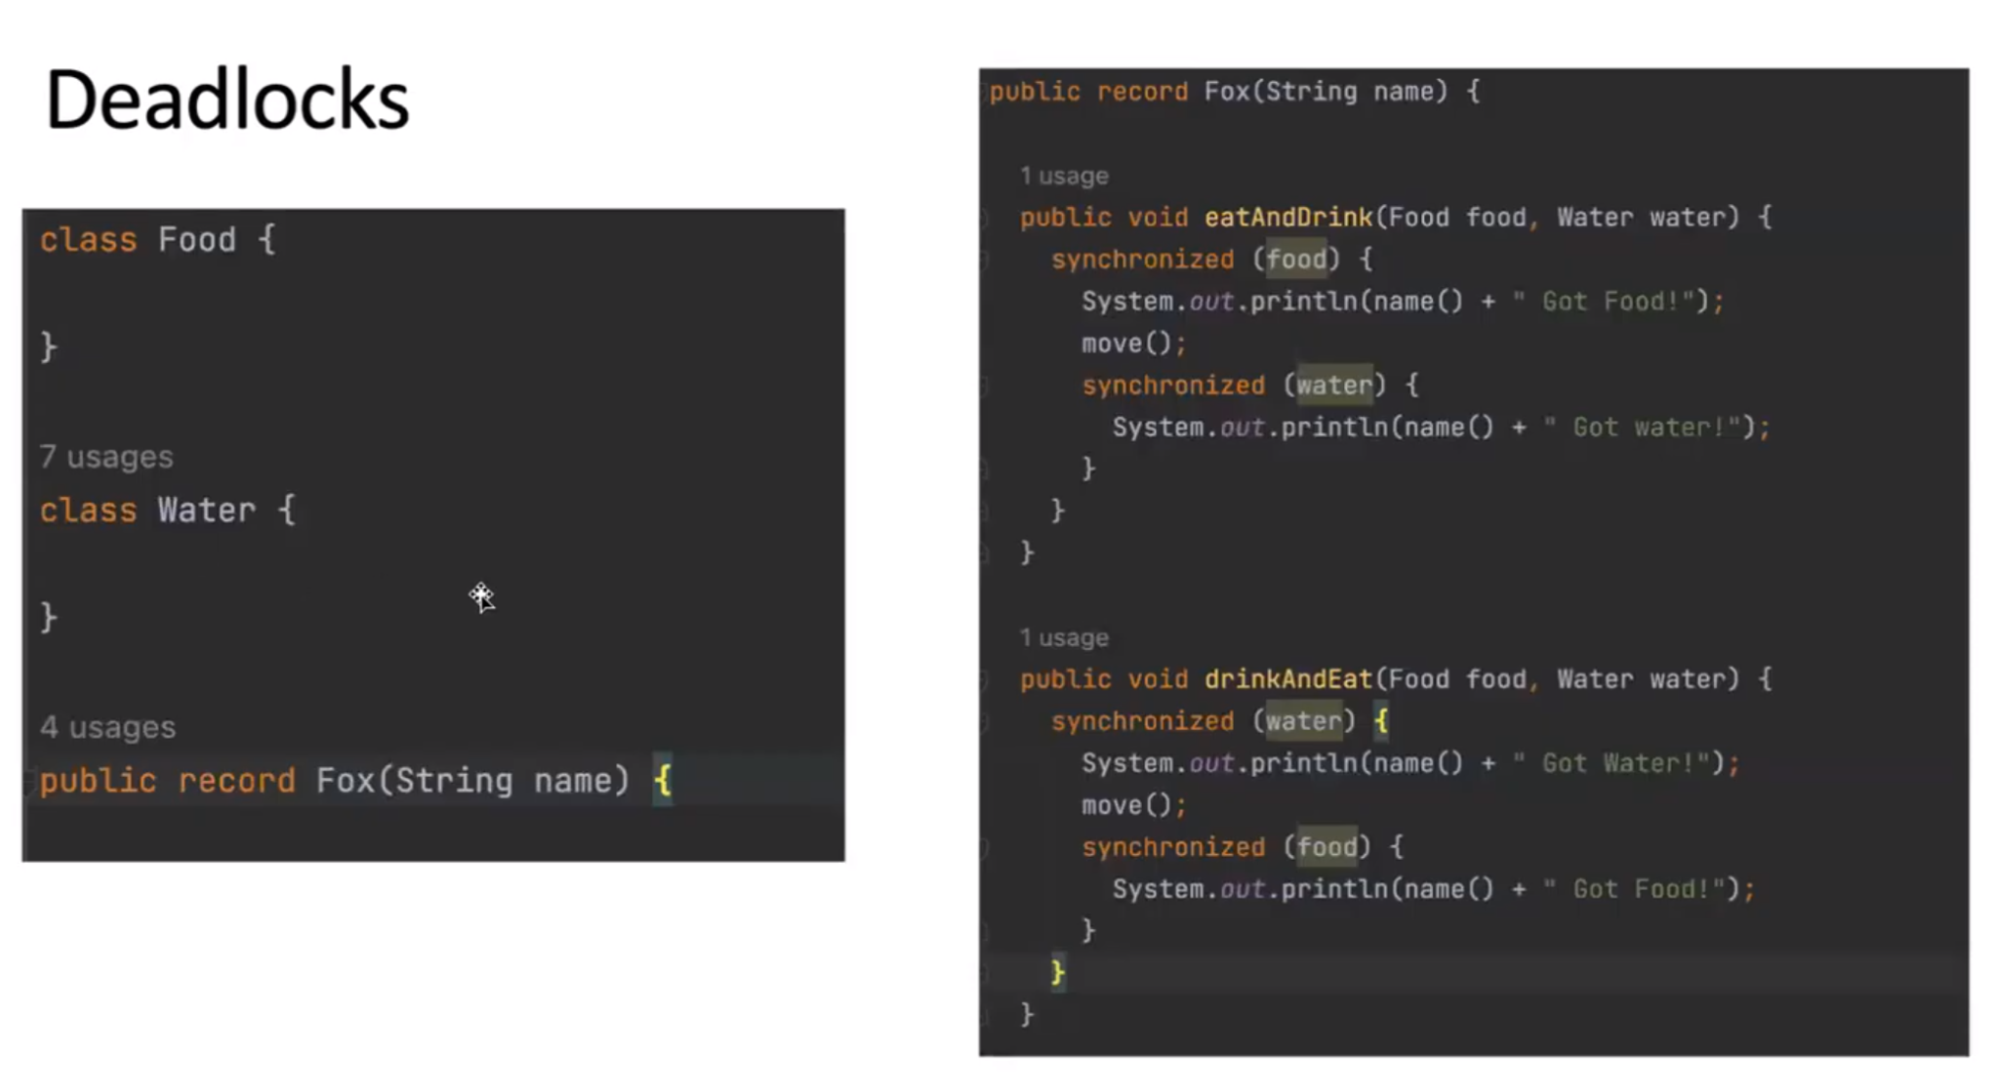 Deadlocks
class Food {
}
7 usages
class Water {
}
4 usages
public record Fox(String name) {
public record Fox(String name) {
1 usage
public void eatAndDrink(Food food, Water water) {
synchronized (food) {
System.out.println(name() + " Got Food!");
move();
synchronized (water) {
System.out.println(name() + " Got water!");
}
}
}
1 usage
public void drinkAndEat(Food food, Water water) {
synchronized (water) {
System.out.println(name() + " Got Water!");
move();
synchronized (food) {
System.out.println(name() + " Got Food!");
}
}
}